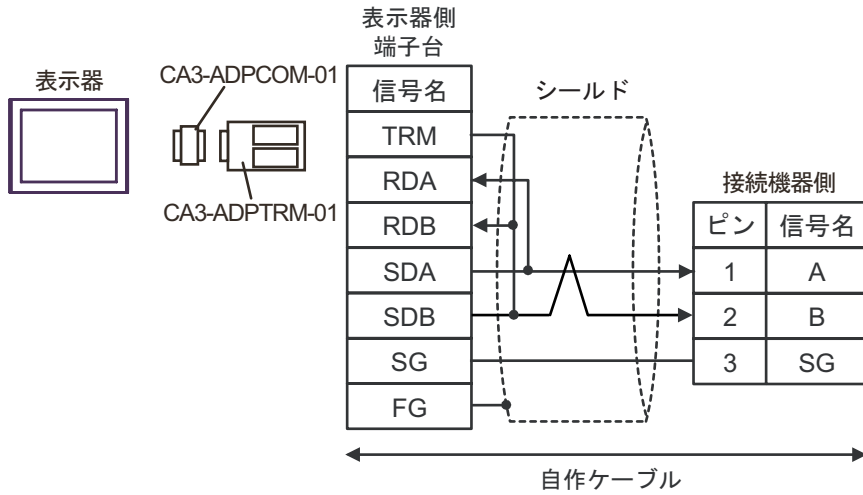 表示器
CA3-ADPCOM-01
CA3-ADPTRM-01
表示器側
端子台
信号名
TRM
RDA
RDB
SDA
SDB
SG
FG
シールド
接続機器側
ピン 信号名
1 A
2 B
3 SG
自作ケーブル